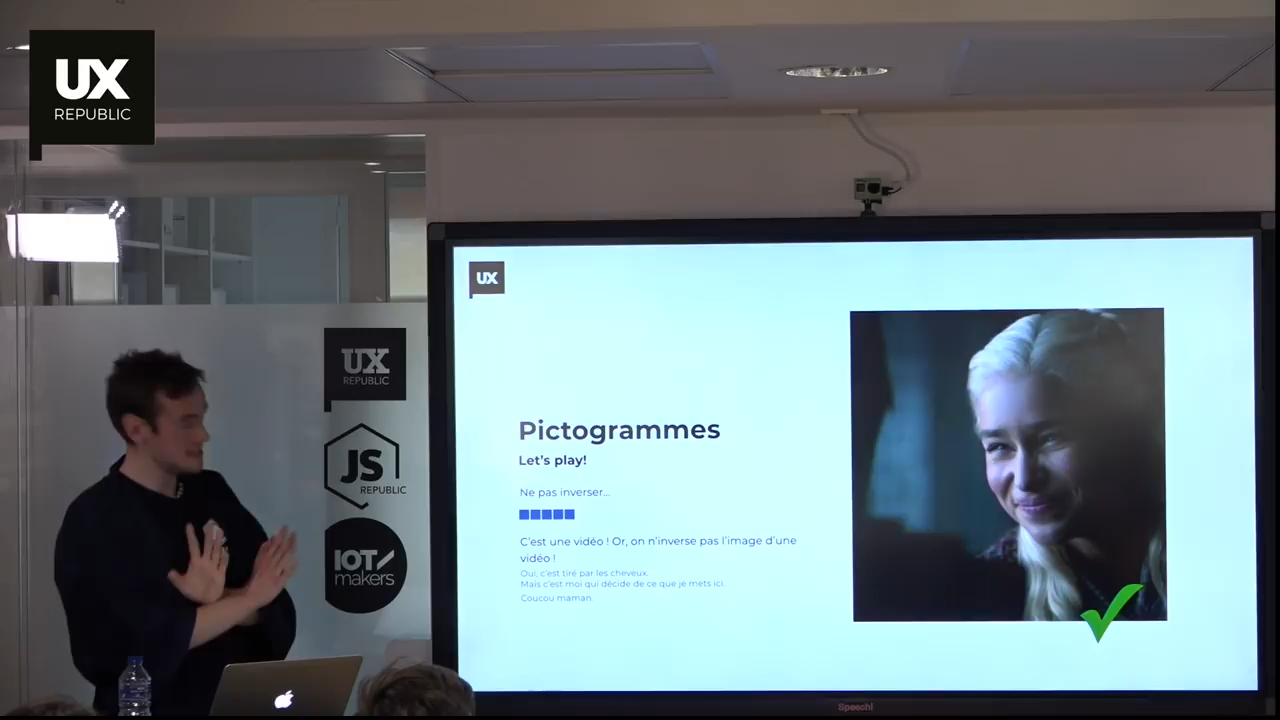 UX
REPUBLIC
UX
REPUBLIC
JS
REPUBLIC
IOT/
makers
UX
Pictogrammes
Let's play!
Ne pas inverser...
C'est une vidéo ! Or, on n'inverse pas l'image d'une
vidéo !
Oui, c'est tiré par les cheveux.
Mais c'est moi qui décide de ce que je mets ici.
Coucou maman.
Speechi